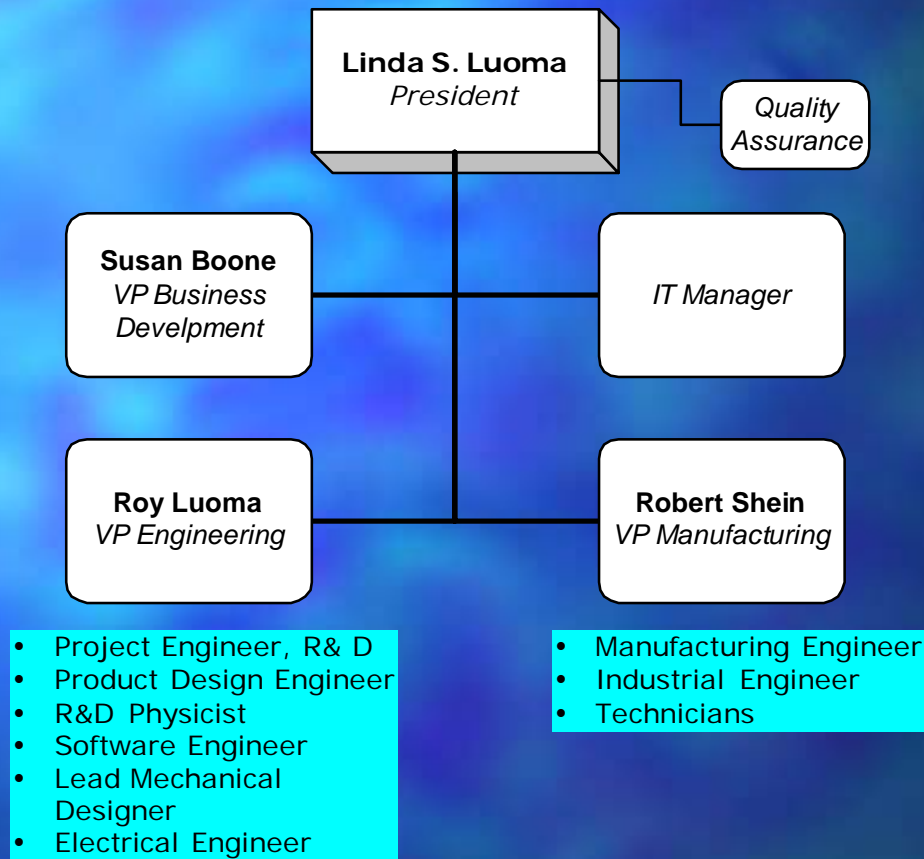 Linda S. Luoma
President
Quality
Assurance
Susan Boone
VP Business
Develpment
IT Manager
Roy Luoma
VP Engineering
Robert Shein
VP Manufacturing
• Project Engineer, R& D
• Product Design Engineer
• R&D Physicist
• Software Engineer
• Lead Mechanical
Designer
• Electrical Engineer
• Manufacturing Engineer
• Industrial Engineer
• Technicians